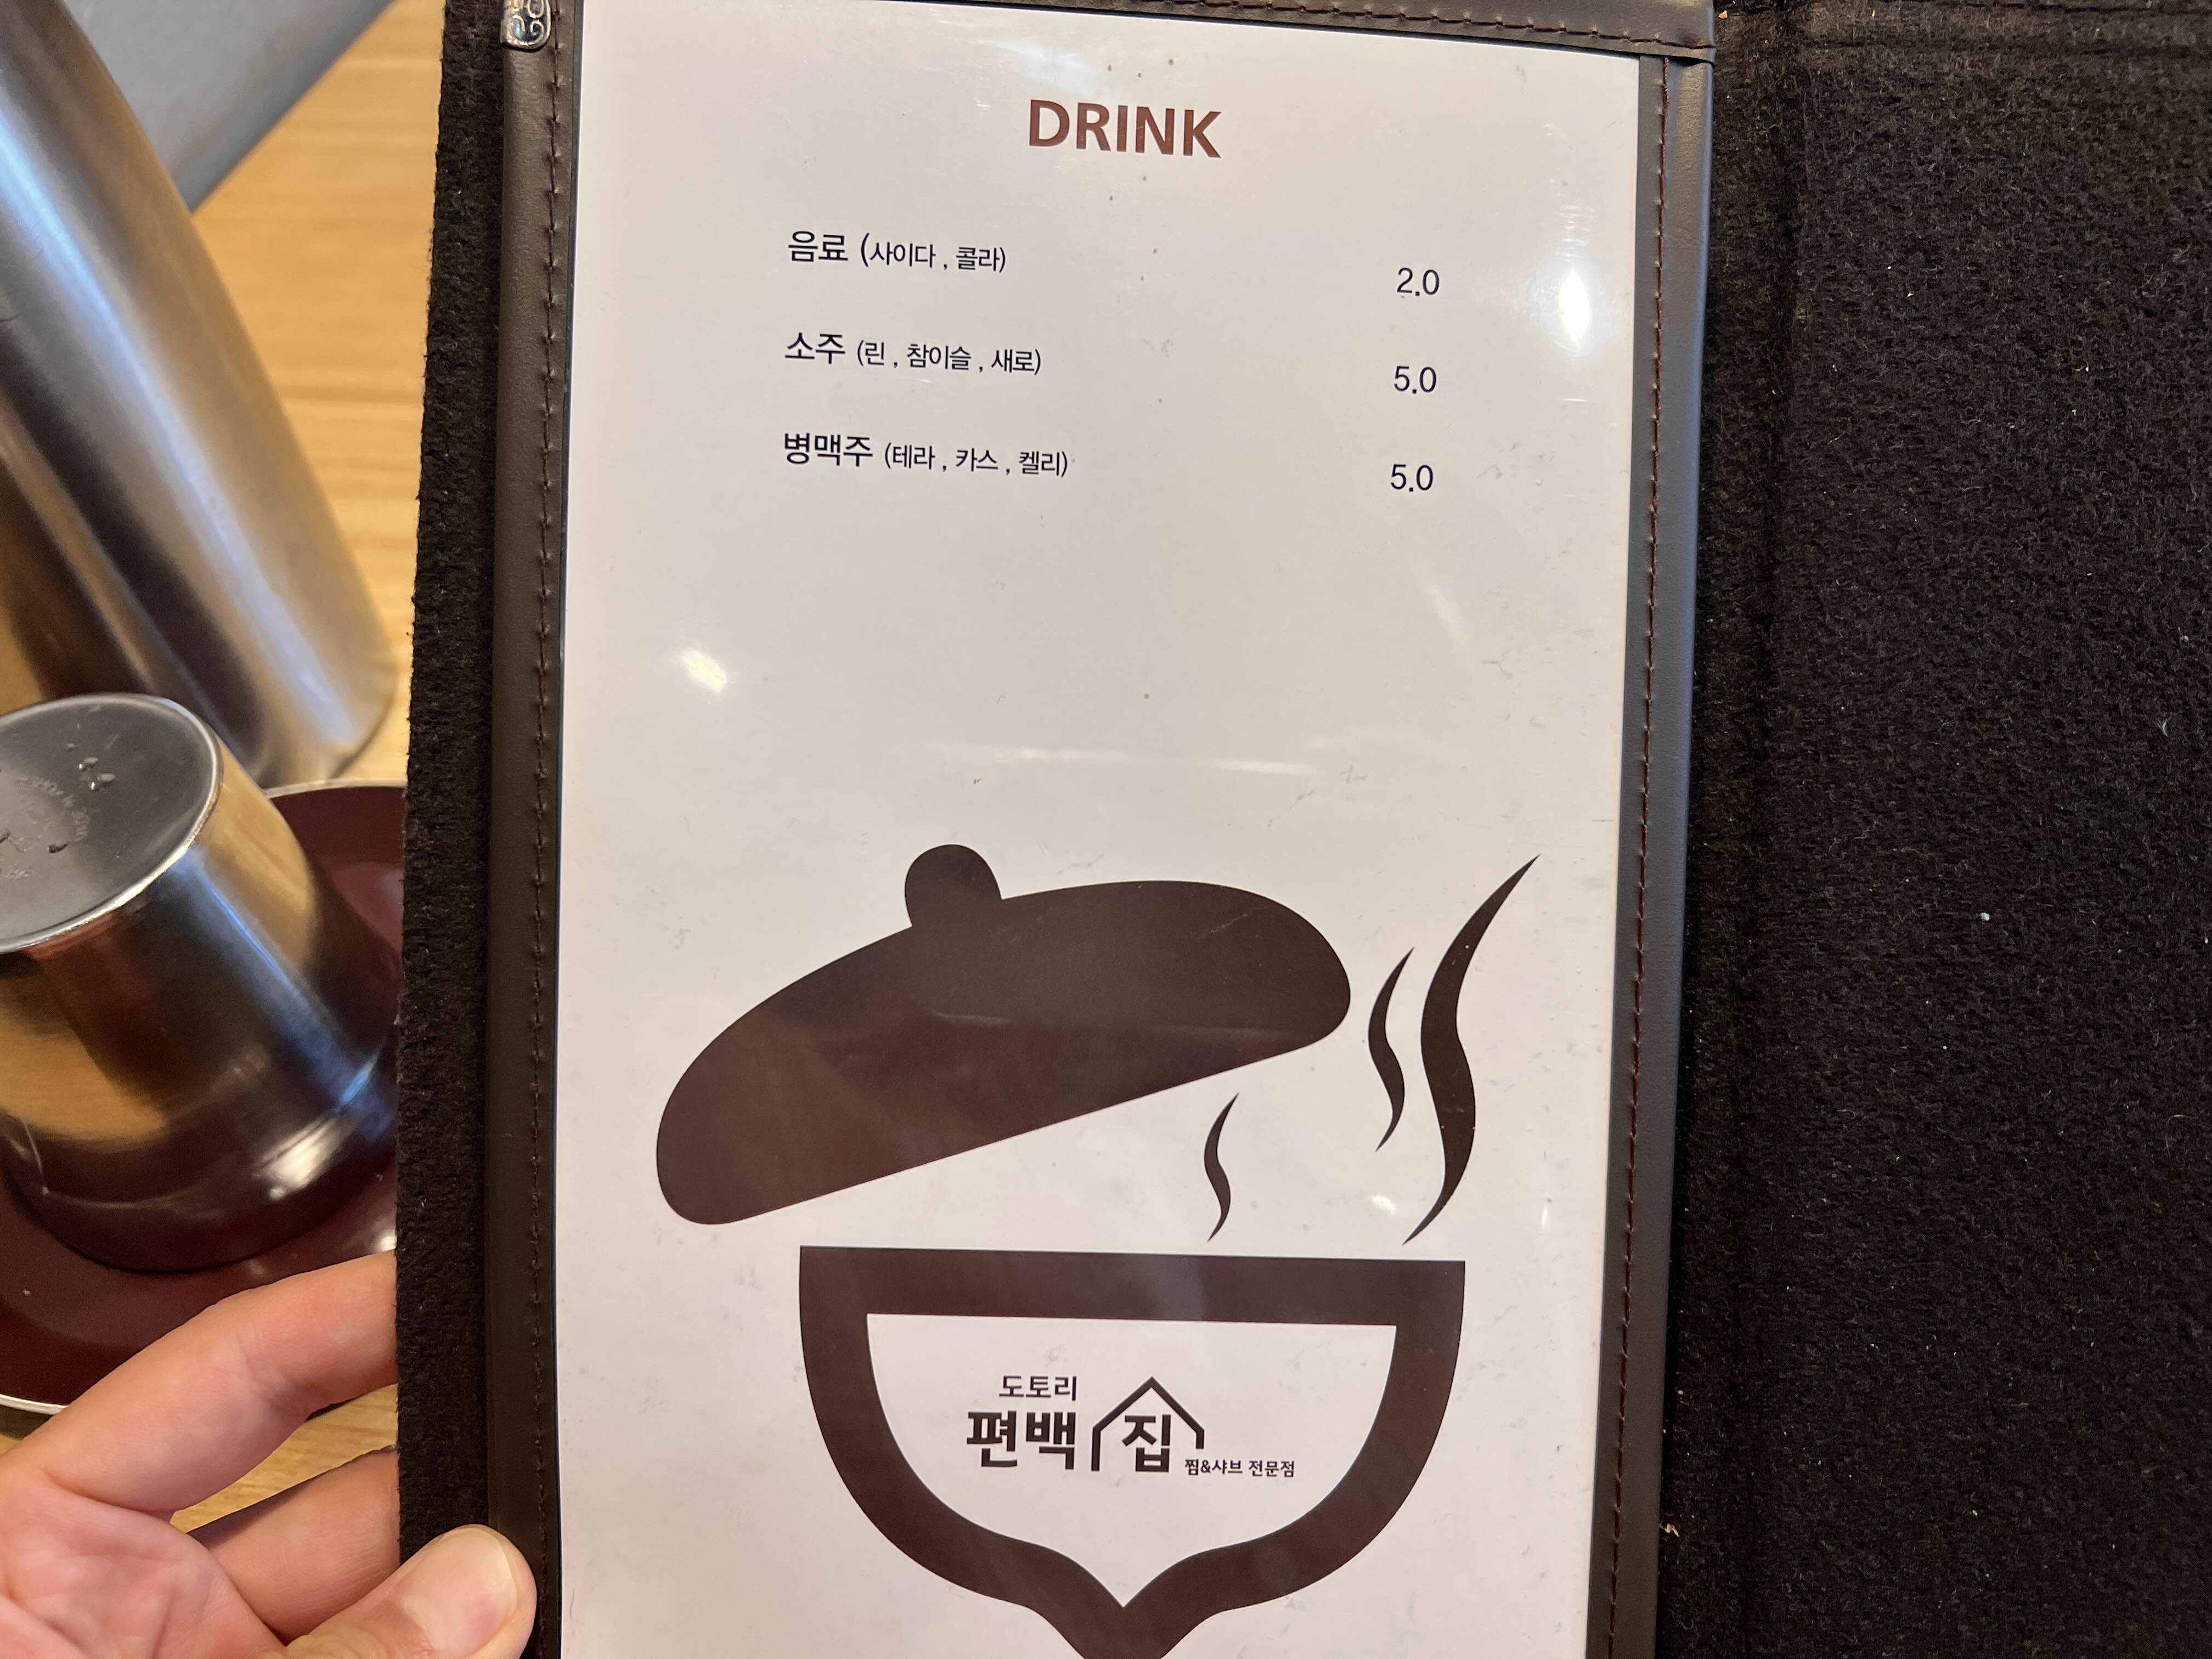 DRINK
음료 (사이다 , 콜라) 2.0
소주 (린 , 참이슬 , 새로) 5.0
병맥주 (테라 , 카스 , 켈리) 5.0
도토리
편백집
찜&샤브 전문점